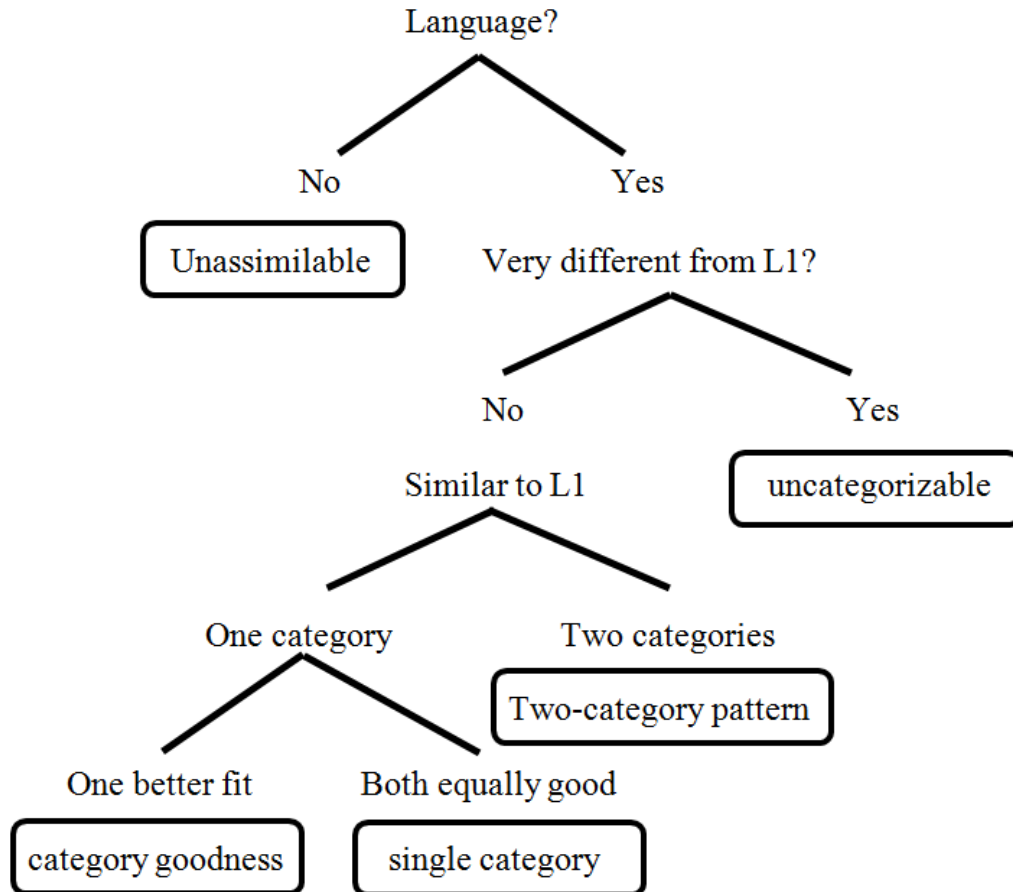 Language?
No
Yes
Unassimilable
Very different from L1?
No
Yes
Similar to L1
uncategorizable
One category
Two categories
Two-category pattern
One better fit
Both equally good
category goodness
single category